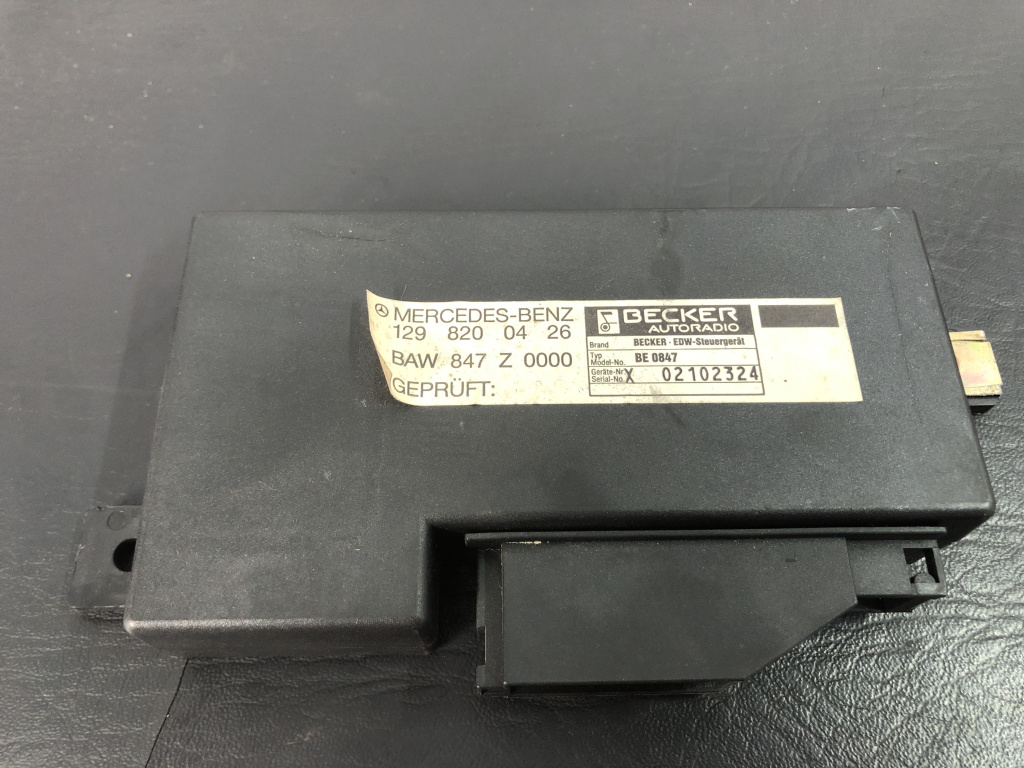 MERCEDES-BENZ
129 820 04 26
BAW 847 Z 0000
GEPRÜFT:
BECKER
AUTORADIO
Brand BECKER · EDW-Steuergerät
Typ
Model-No. BE 0847
Geräte-Nr.
Serial-No. X 02102324